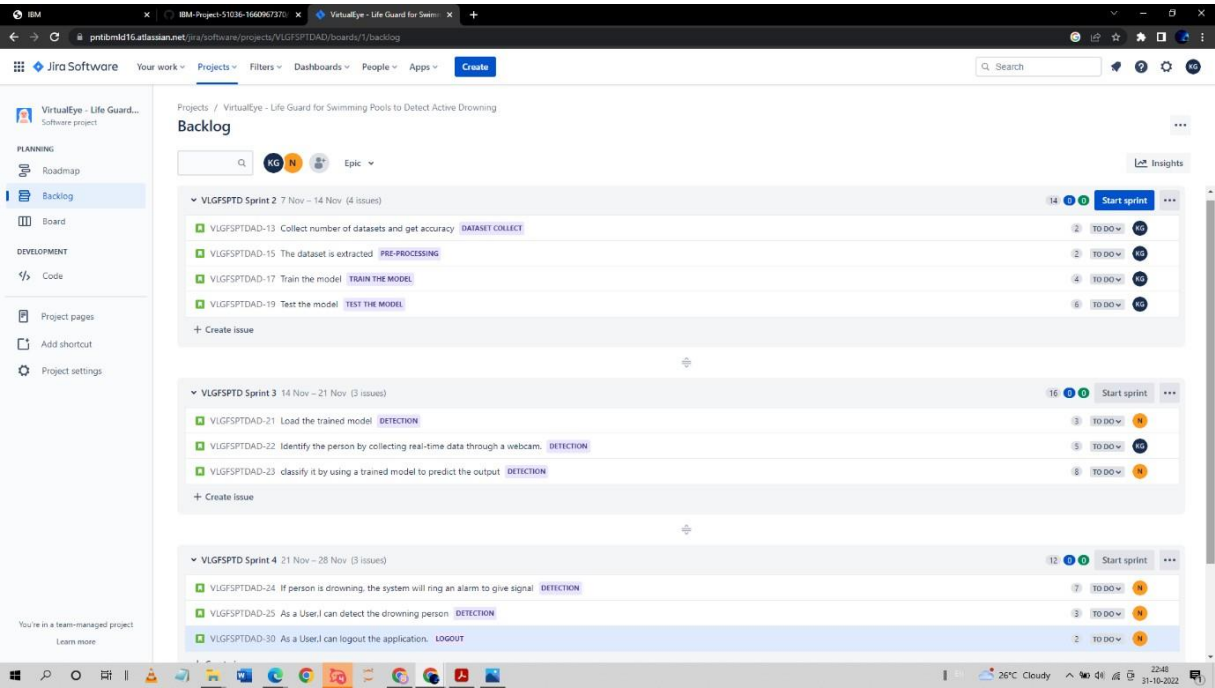 IBM
IBM-Project-51036-1660967370/
VirtualEye - Life Guard for Swimm
pntibmld16.atlassian.net/jira/software/projects/VLGFSPTDAD/boards/1/backlog
Jira Software Your work Projects Filters Dashboards People Apps Create Search KG
VirtualEye - Life Guard...
Software project
PLANNING
Roadmap
Backlog
Board
DEVELOPMENT
Code
Project pages
Add shortcut
Project settings
You're in a team-managed project
Learn more
Projects / VirtualEye - Life Guard for Swimming Pools to Detect Active Drowning
Backlog
KG N Epic Insights
VLGFSPTD Sprint 2 7 Nov – 14 Nov (4 issues) 14 0 0 Start sprint
VLGFSPTDAD-13 Collect number of datasets and get accuracy DATASET COLLECT 2 TO DO KG
VLGFSPTDAD-15 The dataset is extracted PRE-PROCESSING 2 TO DO KG
VLGFSPTDAD-17 Train the model TRAIN THE MODEL 4 TO DO KG
VLGFSPTDAD-19 Test the model TEST THE MODEL 6 TO DO KG
+ Create issue
VLGFSPTD Sprint 3 14 Nov – 21 Nov (3 issues) 16 0 0 Start sprint
VLGFSPTDAD-21 Load the trained model DETECTION 3 TO DO N
VLGFSPTDAD-22 Identify the person by collecting real-time data through a webcam. DETECTION 5 TO DO KG
VLGFSPTDAD-23 classify it by using a trained model to predict the output DETECTION 8 TO DO N
+ Create issue
VLGFSPTD Sprint 4 21 Nov – 28 Nov (3 issues) 12 0 0 Start sprint
VLGFSPTDAD-24 If person is drowning, the system will ring an alarm to give signal DETECTION 7 TO DO N
VLGFSPTDAD-25 As a User,I can detect the drowning person DETECTION 3 TO DO N
VLGFSPTDAD-30 As a User,I can logout the application. LOGOUT 2 TO DO N
26°C Cloudy
22:48
31-10-2022